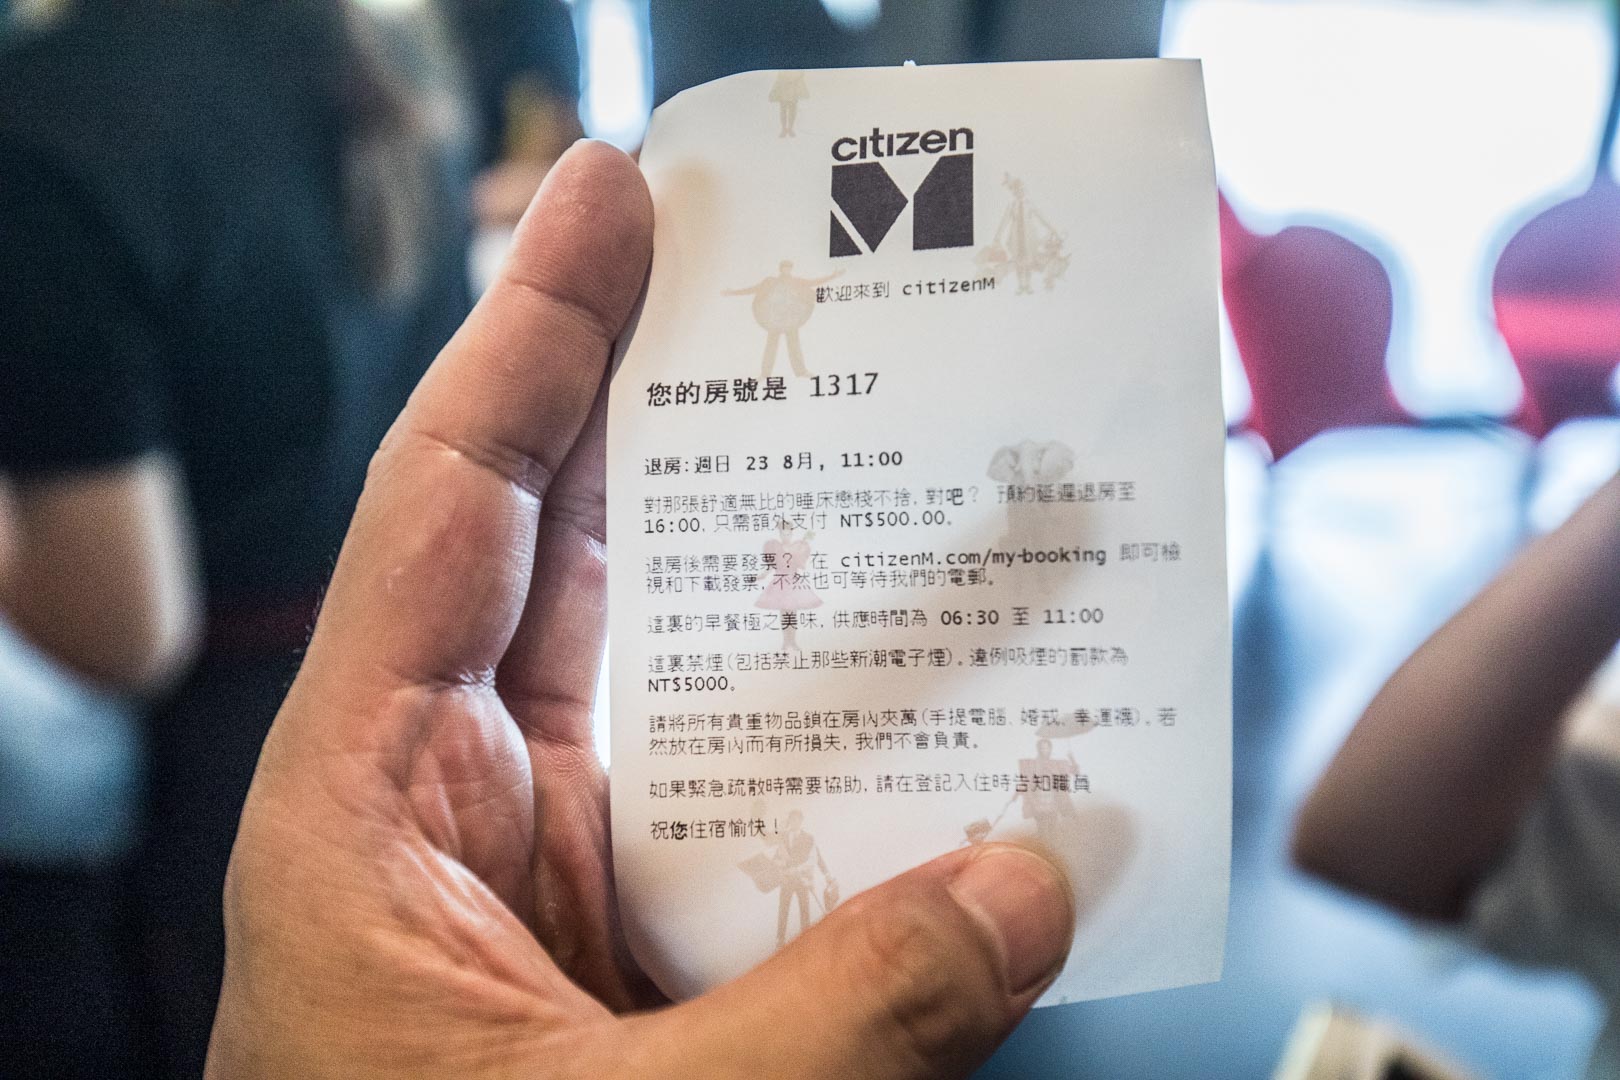 citizen
M
歡迎來到 citizenM
您的房號是 1317
退房:週日 23 8月, 11:00
對那張舒適無比的睡床戀棧不捨, 對吧? 預約延遲退房至
16:00, 只需額外支付 NT$500.00。
退房後需要發票? 在 citizenM.com/my-booking 即可檢
視和下載發票, 不然也可等待我們的電郵。
這裏的早餐極之美味, 供應時間為 06:30 至 11:00
這裏禁煙(包括禁止那些新潮電子煙)。違例吸煙的罰款為
NT$5000。
請將所有貴重物品鎖在房內夾萬(手提電腦、婚戒、幸運襪)。若
然放在房內而有所損失, 我們不會負責。
如果緊急疏散時需要協助, 請在登記入住時告知職員
祝您住宿愉快!